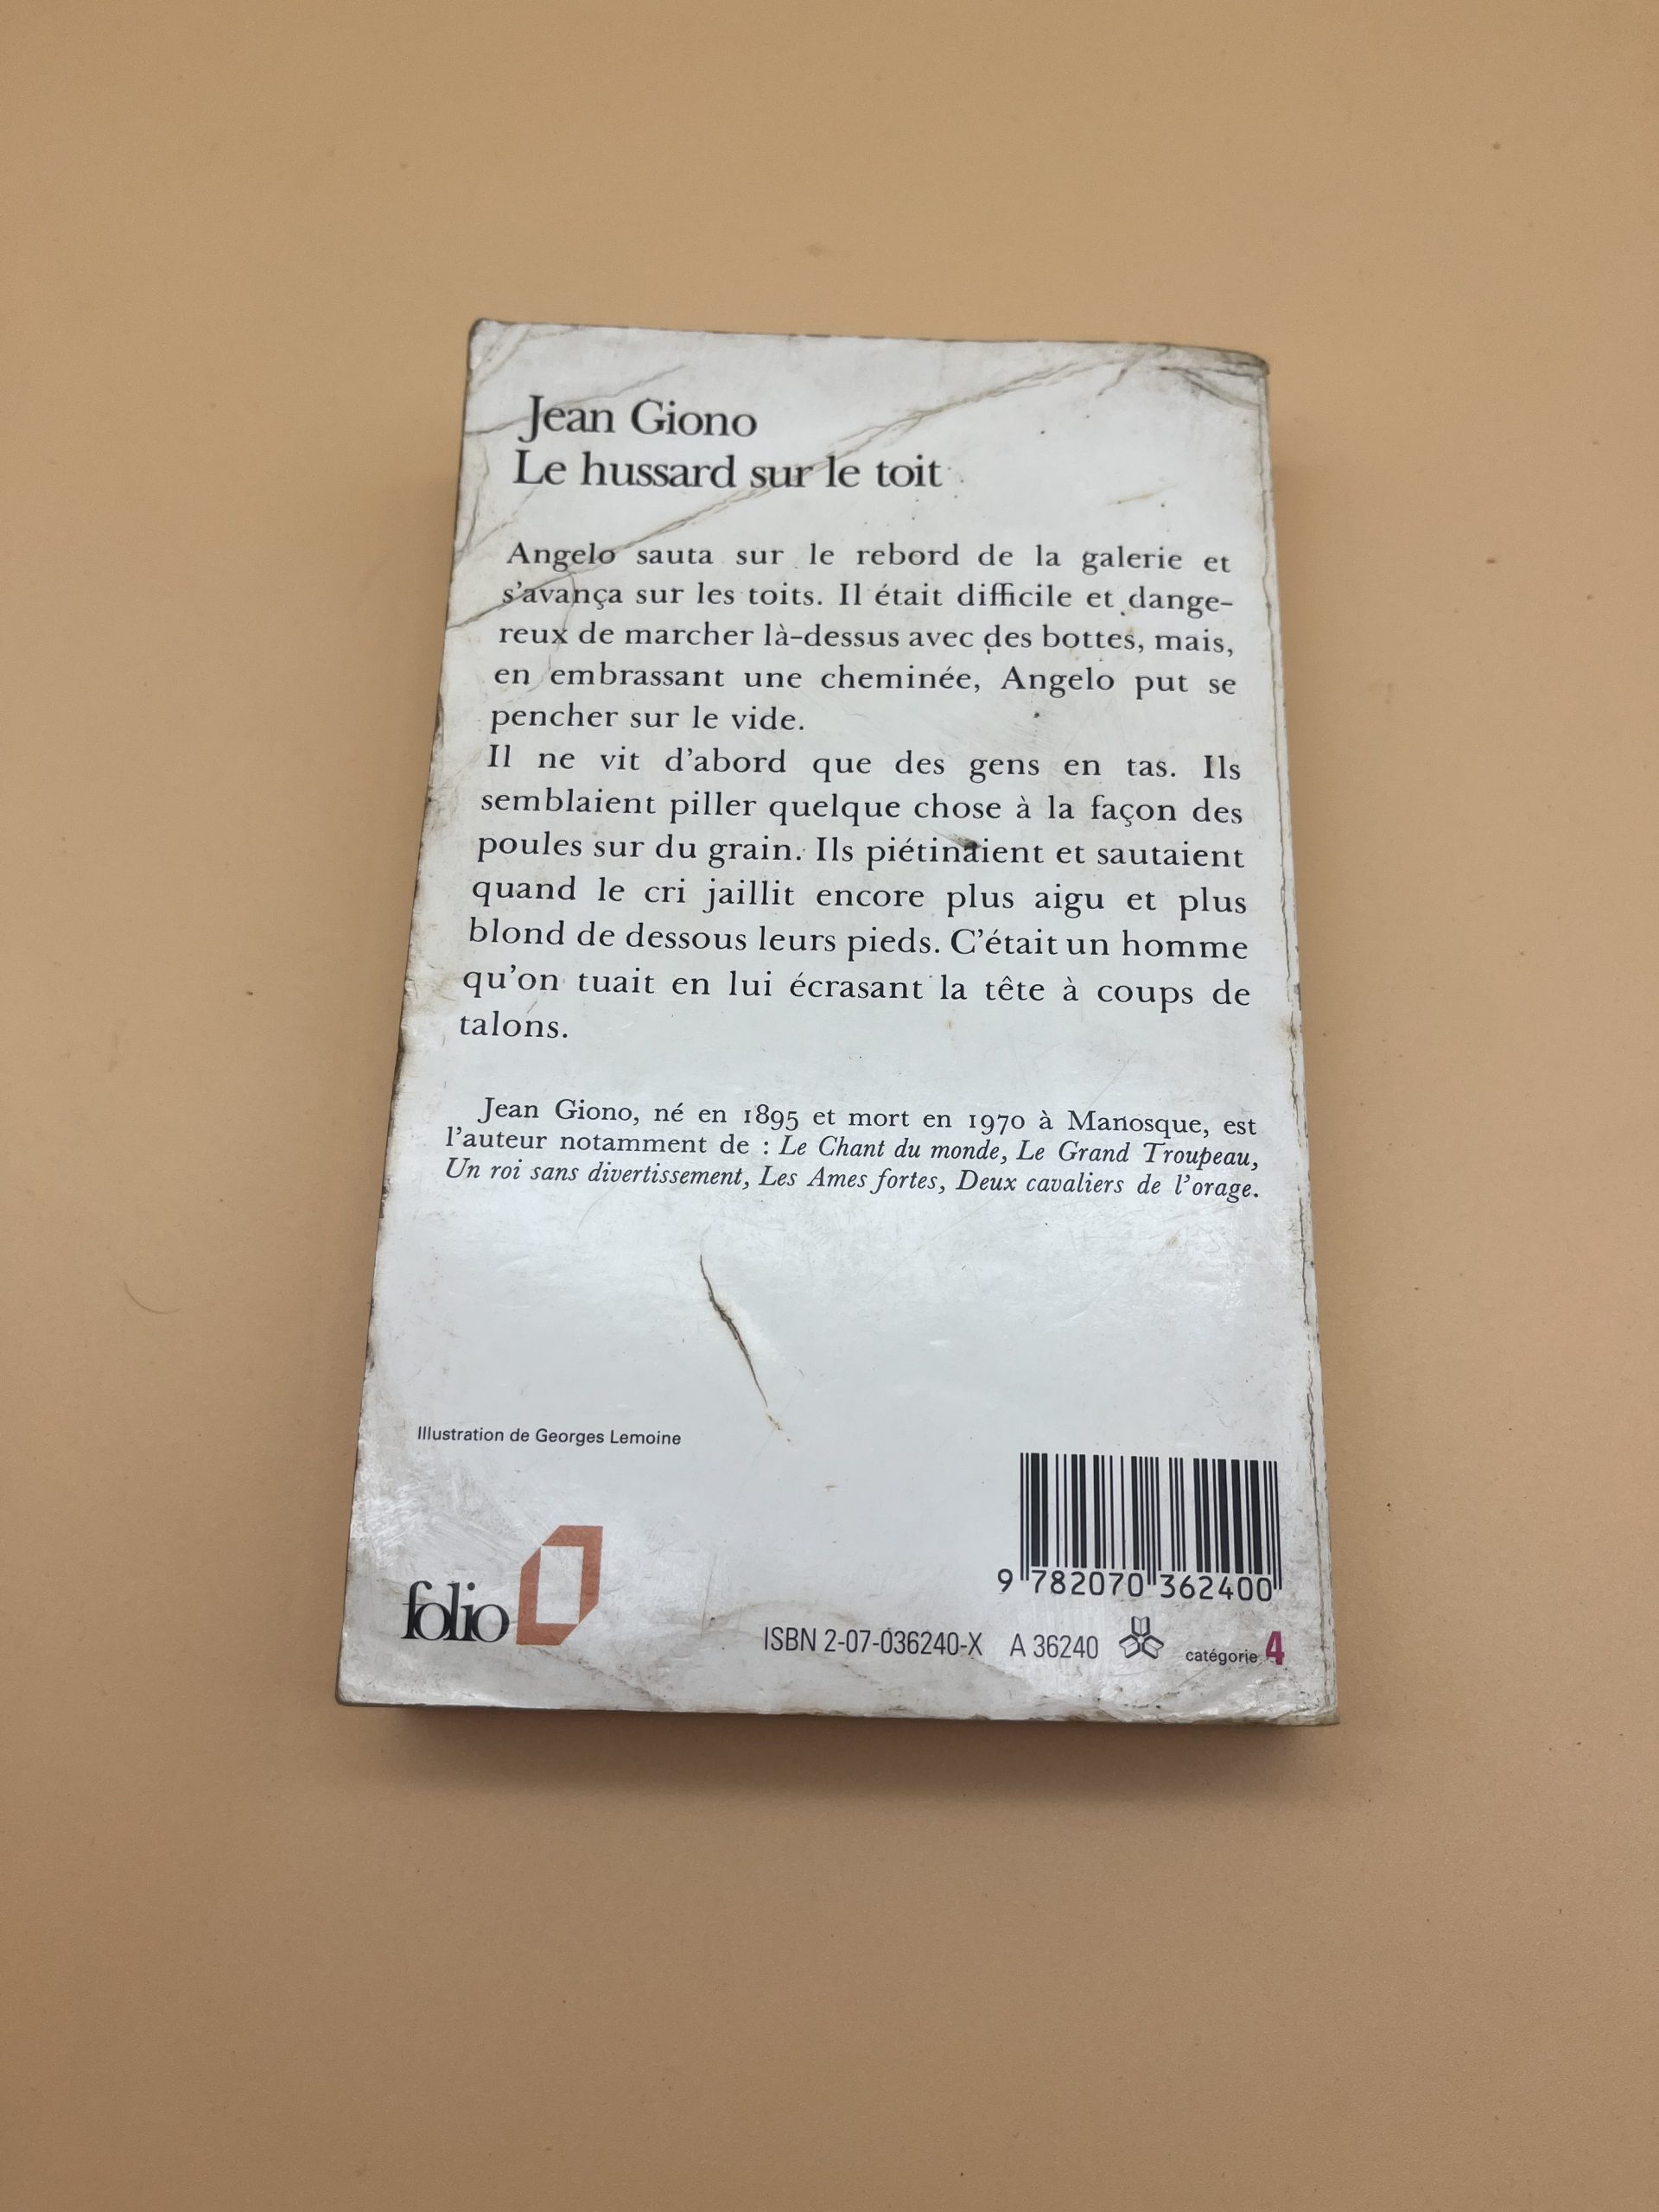 Jean Giono
Le hussard sur le toit
Angelo sauta sur le rebord de la galerie et
s'avança sur les toits. Il était difficile et dange-
reux de marcher là-dessus avec des bottes, mais,
en embrassant une cheminée, Angelo put se
pencher sur le vide.
Il ne vit d'abord que des gens en tas. Ils
semblaient piller quelque chose à la façon des
poules sur du grain. Ils piétinaient et sautaient
quand le cri jaillit encore plus aigu et plus
blond de dessous leurs pieds. C'était un homme
qu'on tuait en lui écrasant la tête à coups de
talons.
Jean Giono, né en 1895 et mort en 1970 à Manosque, est
l'auteur notamment de : Le Chant du monde, Le Grand Troupeau,
Un roi sans divertissement, Les Ames fortes, Deux cavaliers de l'orage.
Illustration de Georges Lemoine
9 782070 362400
folio
ISBN 2-07-036240-X A 36240 catégorie 4